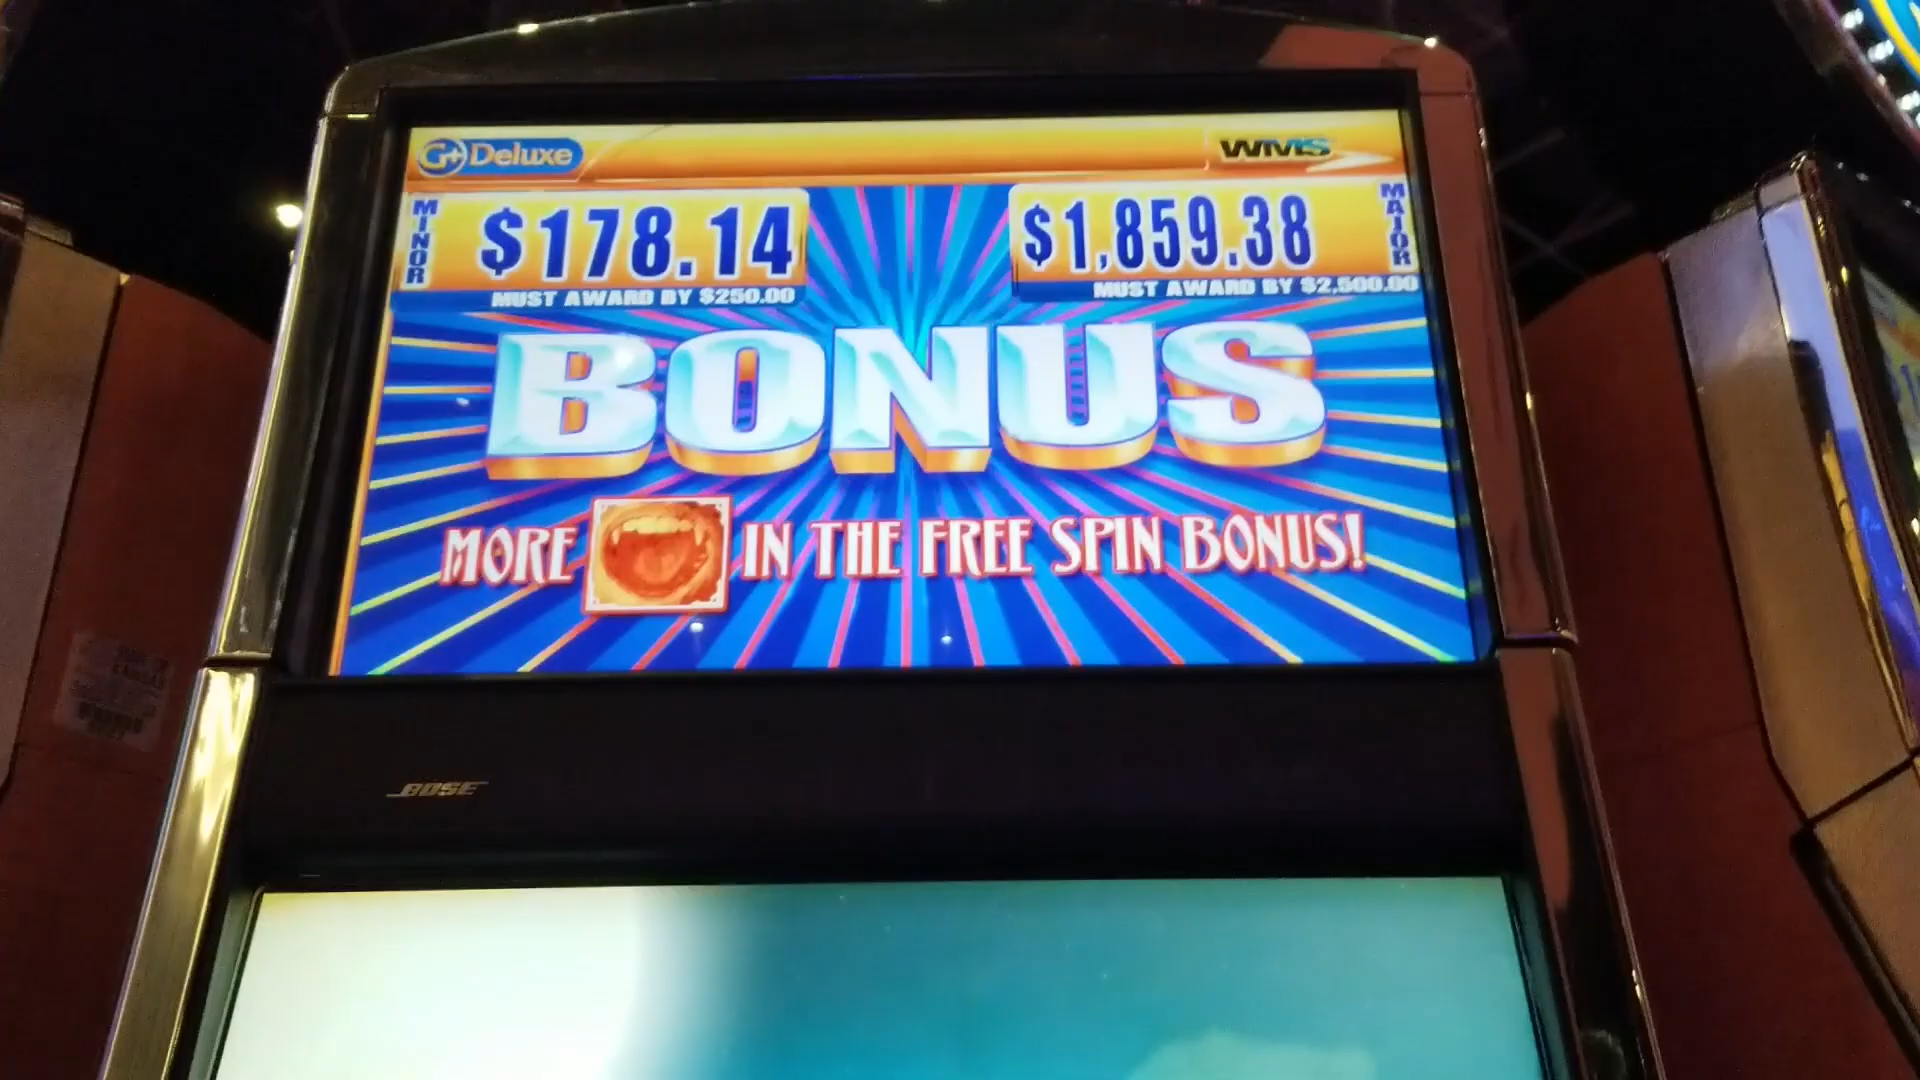 G+ Deluxe
WMS
MINOR
$178.14
MUST AWARD BY $250.00
$1,859.38
MAJOR
MUST AWARD BY $2,500.00
BONUS
MORE IN THE FREE SPIN BONUS!
BOSE